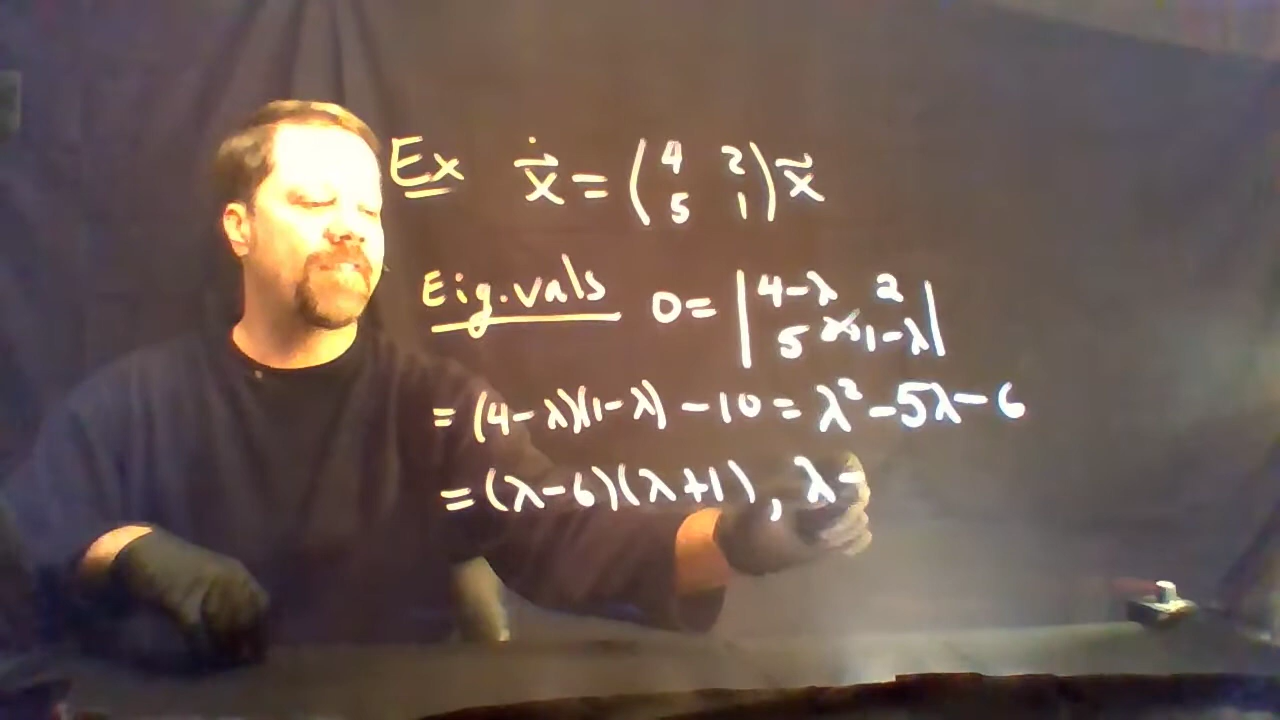 Ex ẋ⃗ = (4 2; 5 1) x⃗
Eig.vals 0 = |4-λ 2; 5 1-λ|
= (4-λ)(1-λ) - 10 = λ² - 5λ - 6
= (λ-6)(λ+1), λ -